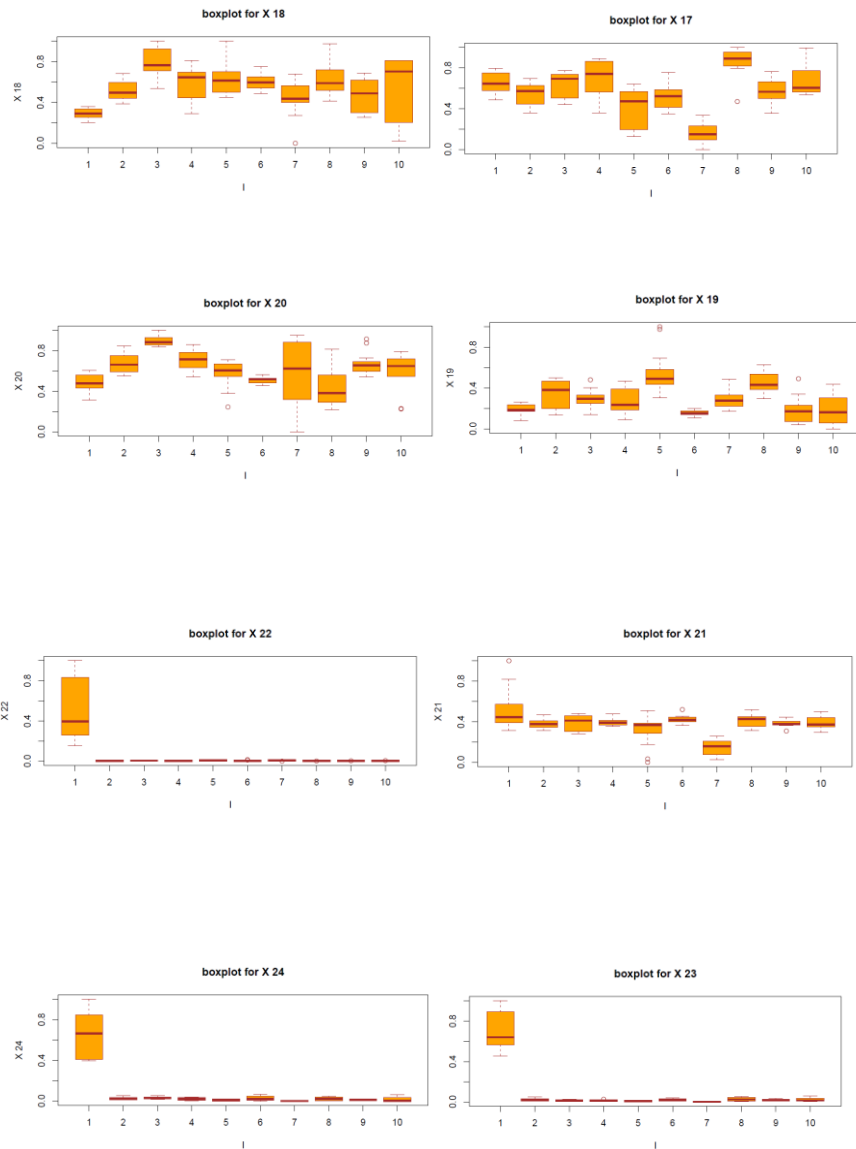 boxplot for X 18
X 18
0.0 0.4 0.8
1 2 3 4 5 6 7 8 9 10
I
boxplot for X 17
X 17
0.0 0.4 0.8
1 2 3 4 5 6 7 8 9 10
I
boxplot for X 20
X 20
0.0 0.4 0.8
1 2 3 4 5 6 7 8 9 10
I
boxplot for X 19
X 19
0.0 0.4 0.8
1 2 3 4 5 6 7 8 9 10
I
boxplot for X 22
X 22
0.0 0.4 0.8
1 2 3 4 5 6 7 8 9 10
I
boxplot for X 21
X 21
0.0 0.4 0.8
1 2 3 4 5 6 7 8 9 10
I
boxplot for X 24
X 24
0.0 0.4 0.8
1 2 3 4 5 6 7 8 9 10
I
boxplot for X 23
X 23
0.0 0.4 0.8
1 2 3 4 5 6 7 8 9 10
I